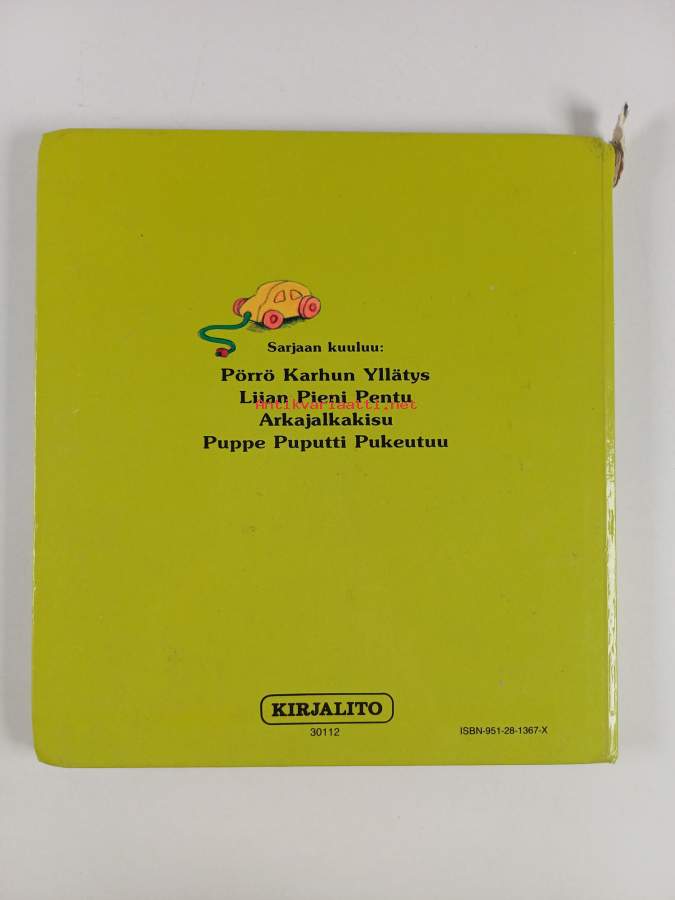 Sarjaan kuuluu:
Pörrö Karhun Yllätys
Liian Pieni Pentu
Antikvariaatti.net
Arkajalkakisu
Puppe Puputti Pukeutuu
KIRJALITO
30112
ISBN-951-28-1367-X